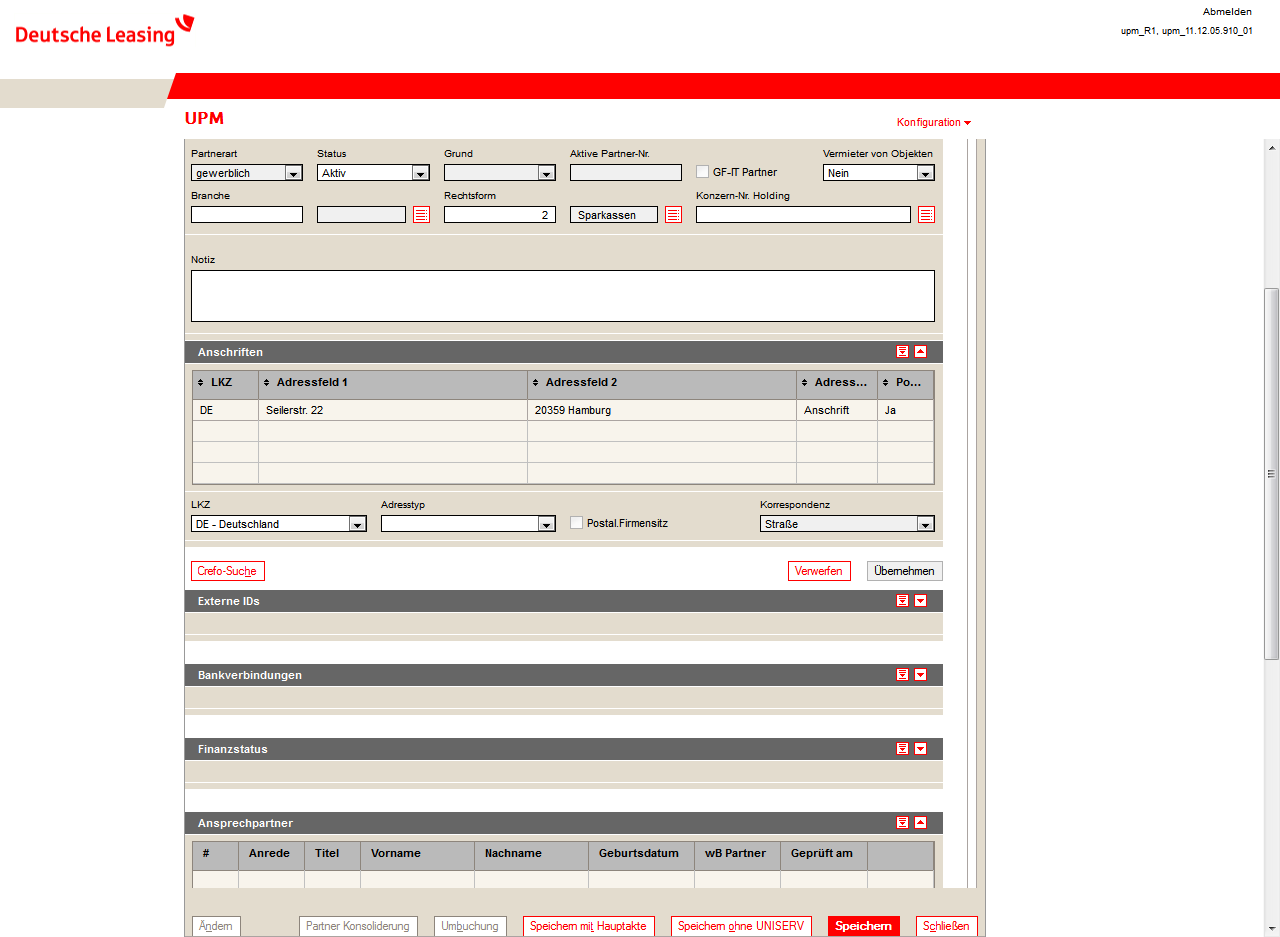 Abmelden
Deutsche Leasing
upm_R1, upm_11.12.05.910_01
UPM
Konfiguration
Partnerart Status Grund Aktive Partner-Nr. Vermieter von Objekten
gewerblich Aktiv GF-IT Partner Nein
Branche Rechtsform Konzern-Nr. Holding
2 Sparkassen
Notiz
Anschriften
LKZ Adressfeld 1 Adressfeld 2 Adress... Po...
DE Seilerstr. 22 20359 Hamburg Anschrift Ja
LKZ Adresstyp Korrespondenz
DE - Deutschland Postal.Firmensitz Straße
Crefo-Suche Verwerfen Übernehmen
Externe IDs
Bankverbindungen
Finanzstatus
Ansprechpartner
# Anrede Titel Vorname Nachname Geburtsdatum wB Partner Geprüft am
Ändem Partner Konsolidierung Umbuchung Speichem mit Hauptakte Speichem ohne UNISERV Speichern Schließen